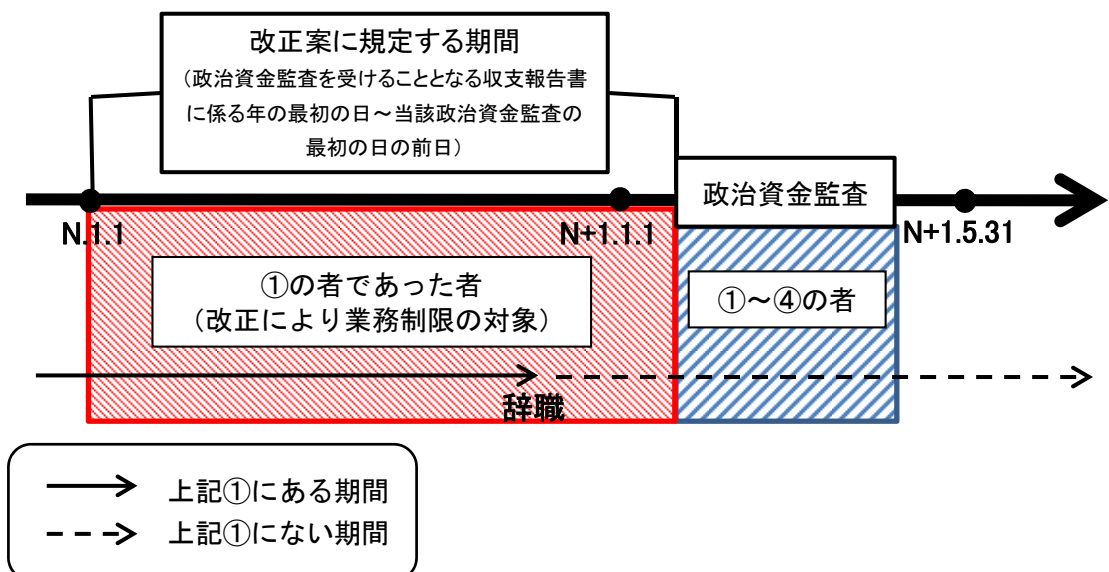 改正案に規定する期間
（政治資金監査を受けることとなる収支報告書
に係る年の最初の日～当該政治資金監査の
最初の日の前日）
政治資金監査
N.1.1
N+1.1.1
N+1.5.31
①の者であった者
（改正により業務制限の対象）
①～④の者
辞職
上記①にある期間
上記①にない期間